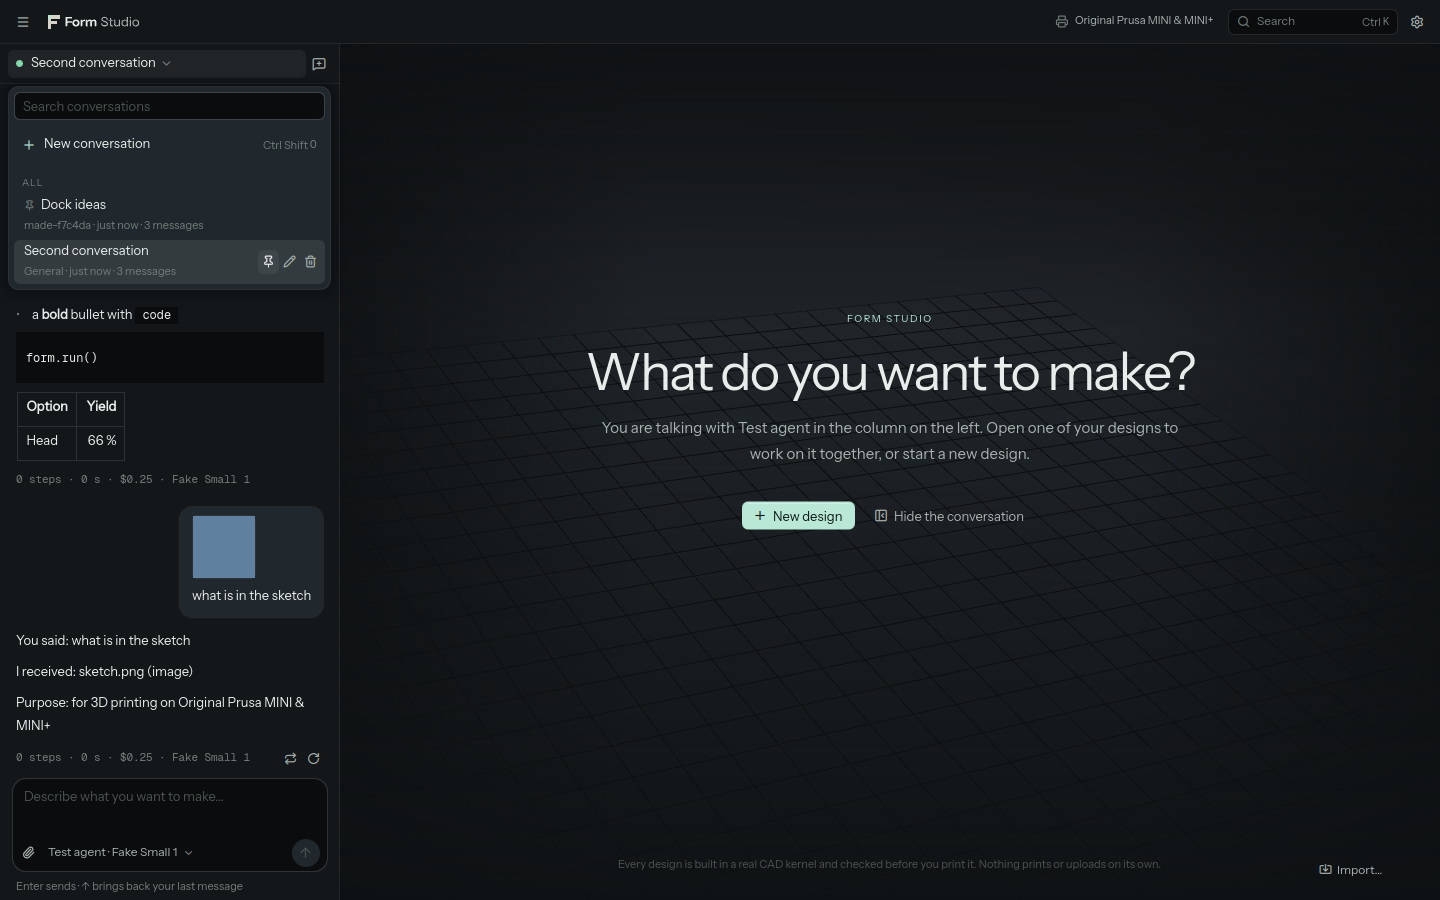 Form Studio
Original Prusa MINI & MINI+
Search
Ctrl K
Second conversation
Search conversations
New conversation
Ctrl Shift O
ALL
Dock ideas
made-f7c4da · just now · 3 messages
Second conversation
General · just now · 3 messages
· a bold bullet with code
form.run()
Option Yield
Head 66 %
0 steps · 0 s · $0.25 · Fake Small 1
what is in the sketch
You said: what is in the sketch
I received: sketch.png (image)
Purpose: for 3D printing on Original Prusa MINI &
MINI+
0 steps · 0 s · $0.25 · Fake Small 1
Describe what you want to make...
Test agent · Fake Small 1
Enter sends · ↑ brings back your last message
FORM STUDIO
What do you want to make?
You are talking with Test agent in the column on the left. Open one of your designs to
work on it together, or start a new design.
New design
Hide the conversation
Every design is built in a real CAD kernel and checked before you print it. Nothing prints or uploads on its own.
Import...